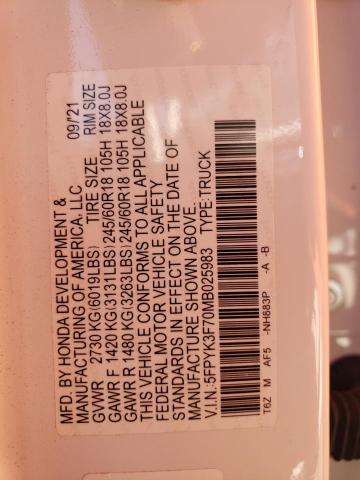 MFD. BY HONDA DEVELOPMENT & 09/21
MANUFACTURING OF AMERICA, LLC
GVWR 2730 KG(6019LBS) TIRE SIZE RIM SIZE
GAWR F 1420 KG(3131LBS)245/60R18 105H 18X8.0J
GAWR R 1480KG(3263LBS)245/60R18 105H 18X8.0J
THIS VEHICLE CONFORMS TO ALL APPLICABLE
FEDERAL MOTOR VEHICLE SAFETY
STANDARDS IN EFFECT ON THE DATE OF
MANUFACTURE SHOWN ABOVE.
V.I.N.:5FPYK3F70MB025983 TYPE:TRUCK
T6Z M AF5 -NH883P -A -B